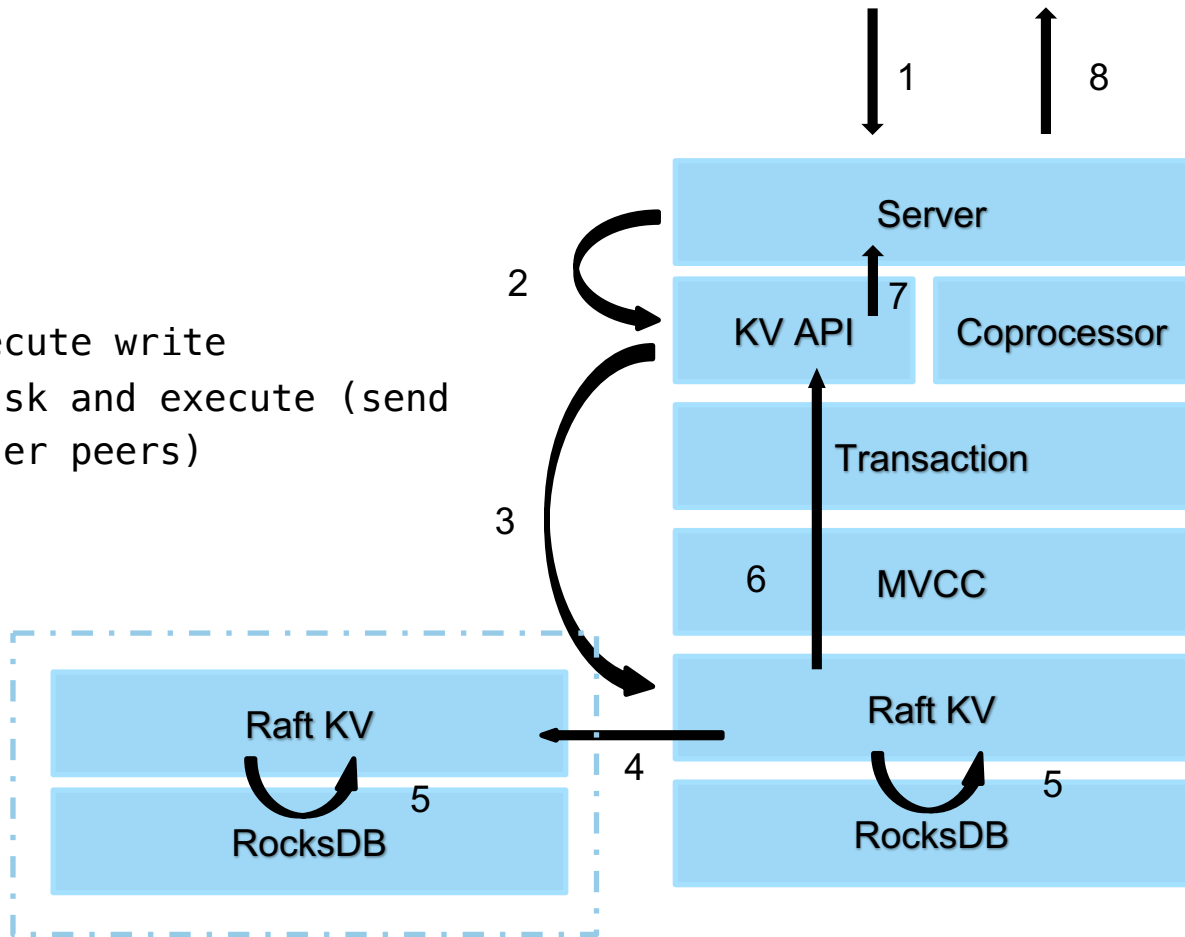 1
8
Server
2
7
KV API
Coprocessor
ecute write
sk and execute (send
er peers)
Transaction
3
6
MVCC
Raft KV
Raft KV
4
5
5
RocksDB
RocksDB